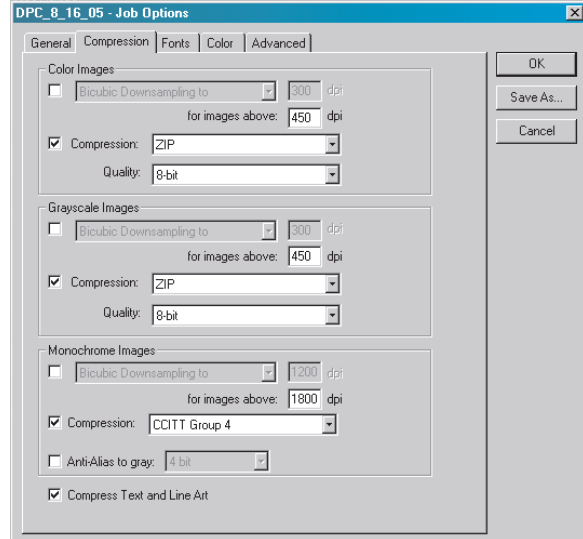 DPC_8_16_05 - Job Options
General Compression Fonts Color Advanced
OK
Save As...
Cancel
Color Images
Bicubic Downsampling to 300 dpi
for images above: 450 dpi
Compression: ZIP
Quality: 8-bit
Grayscale Images
Bicubic Downsampling to 300 dpi
for images above: 450 dpi
Compression: ZIP
Quality: 8-bit
Monochrome Images
Bicubic Downsampling to 1200 dpi
for images above: 1800 dpi
Compression: CCITT Group 4
Anti-Alias to gray: 4 bit
Compress Text and Line Art